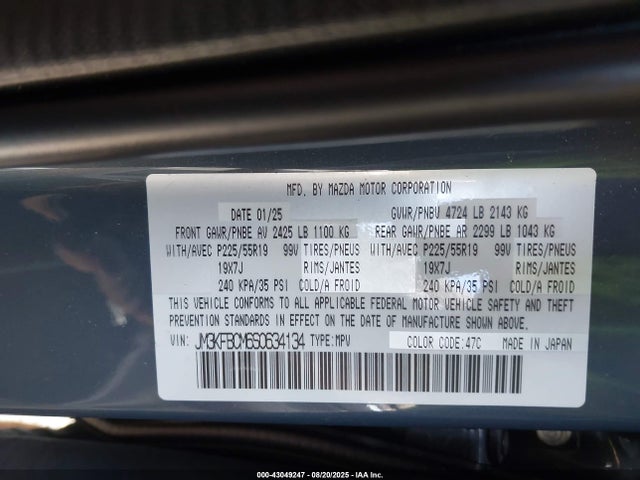 MFD. BY MAZDA MOTOR CORPORATION
DATE 01/25 GVWR/PNBV 4724 LB 2143 KG
FRONT GAWR/PNBE AV 2425 LB 1100 KG REAR GAWR/PNBE AR 2299 LB 1043 KG
WITH/AVEC P225/55R19 99V TIRES/PNEUS WITH/AVEC P225/55R19 99V TIRES/PNEUS
19X7J RIMS/JANTES 19X7J RIMS/JANTES
240 KPA/35 PSI COLD/A FROID 240 KPA/35 PSI COLD/A FROID
THIS VEHICLE CONFORMS TO ALL APPLICABLE FEDERAL MOTOR VEHICLE SAFETY AND THEFT
PREVENTION STANDARDS IN EFFECT ON THE DATE OF MANUFACTURE SHOWN ABOVE.
VIN: JM3KFBCM6S0634134 TYPE:MPV COLOR CODE:47C MADE IN JAPAN
000-43049247 - 08/20/2025 - IAA Inc.